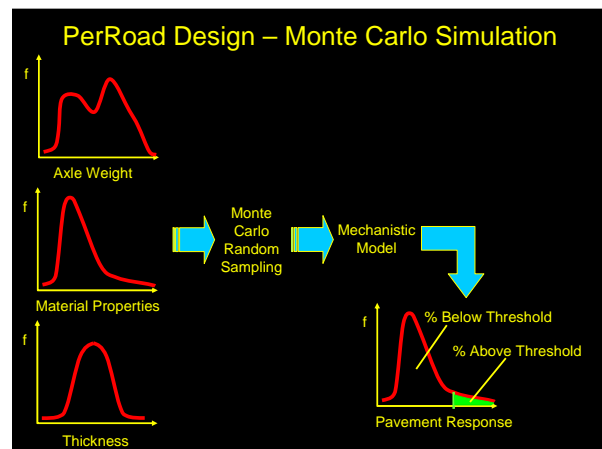 PerRoad Design – Monte Carlo Simulation
f
Axle Weight
f
Material Properties
f
Thickness
Monte
Carlo
Random
Sampling
Mechanistic
Model
f
% Below Threshold
% Above Threshold
Pavement Response